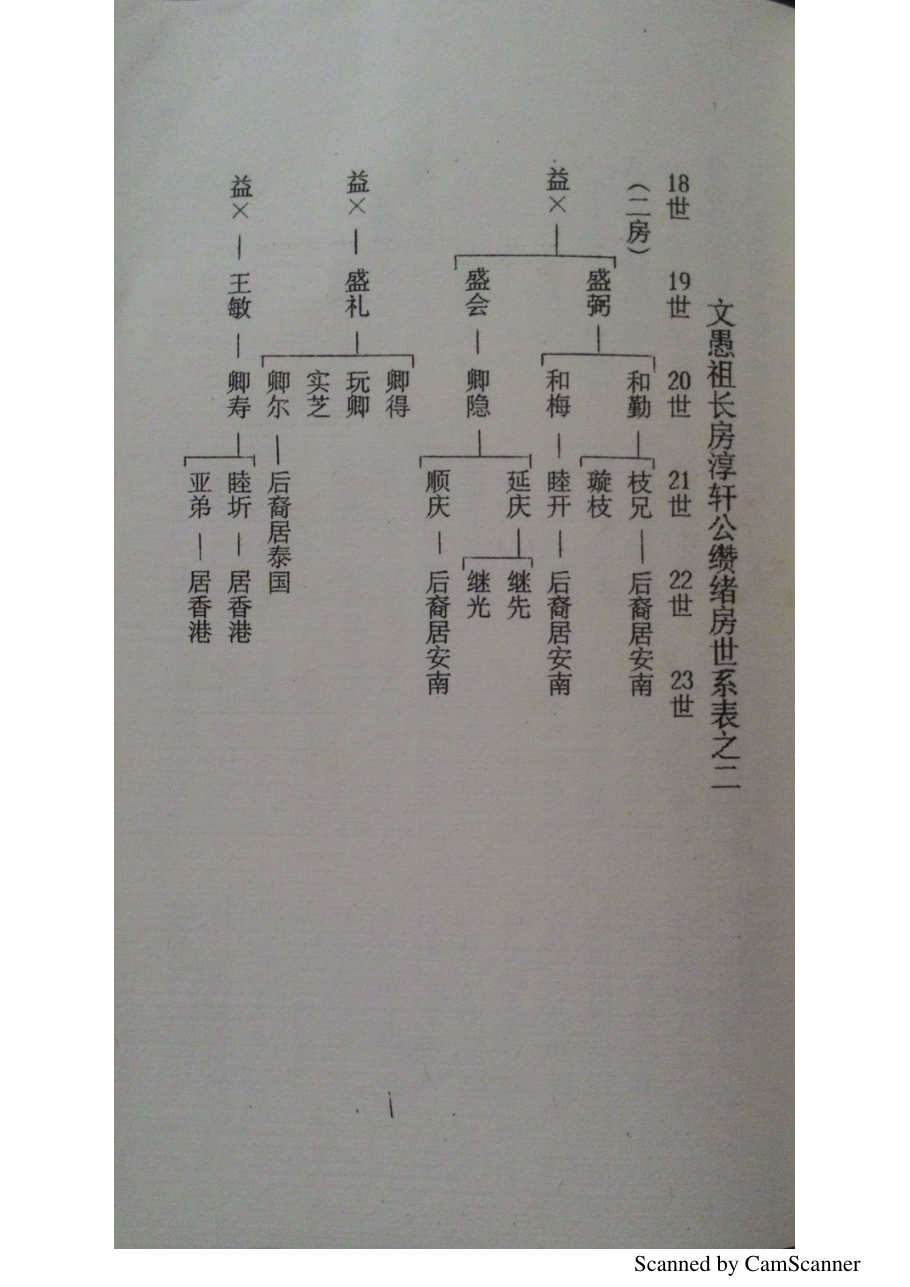 文愚祖长房淳轩公缵绪房世系表之二
18世 19世 20世 21世 22世 23世
（二房）
盛弼 和勤 枝兄 后裔居安南
璇枝
益× 和梅 睦开 后裔居安南
延庆 继先
盛会 卿隐 继光
顺庆 后裔居安南
卿得
益× 盛礼 玩卿
实芝
卿尔 后裔居泰国
益× 王敏 卿寿 睦圻 居香港
亚弟 居香港
Scanned by CamScanner